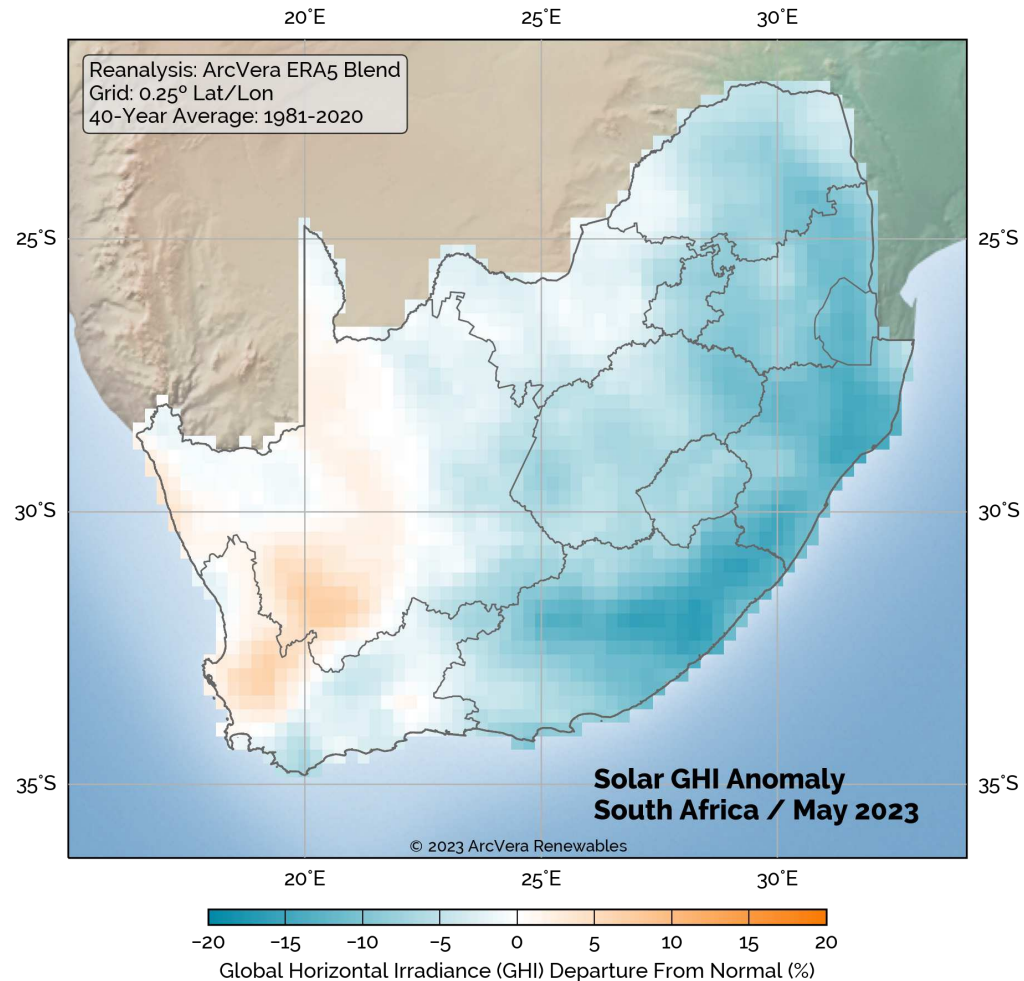 20°E 25°E 30°E
Reanalysis: ArcVera ERA5 Blend
Grid: 0.25º Lat/Lon
40-Year Average: 1981-2020
25°S 25°S
30°S 30°S
35°S 35°S
Solar GHI Anomaly
South Africa / May 2023
© 2023 ArcVera Renewables
20°E 25°E 30°E
−20 −15 −10 −5 0 5 10 15 20
Global Horizontal Irradiance (GHI) Departure From Normal (%)